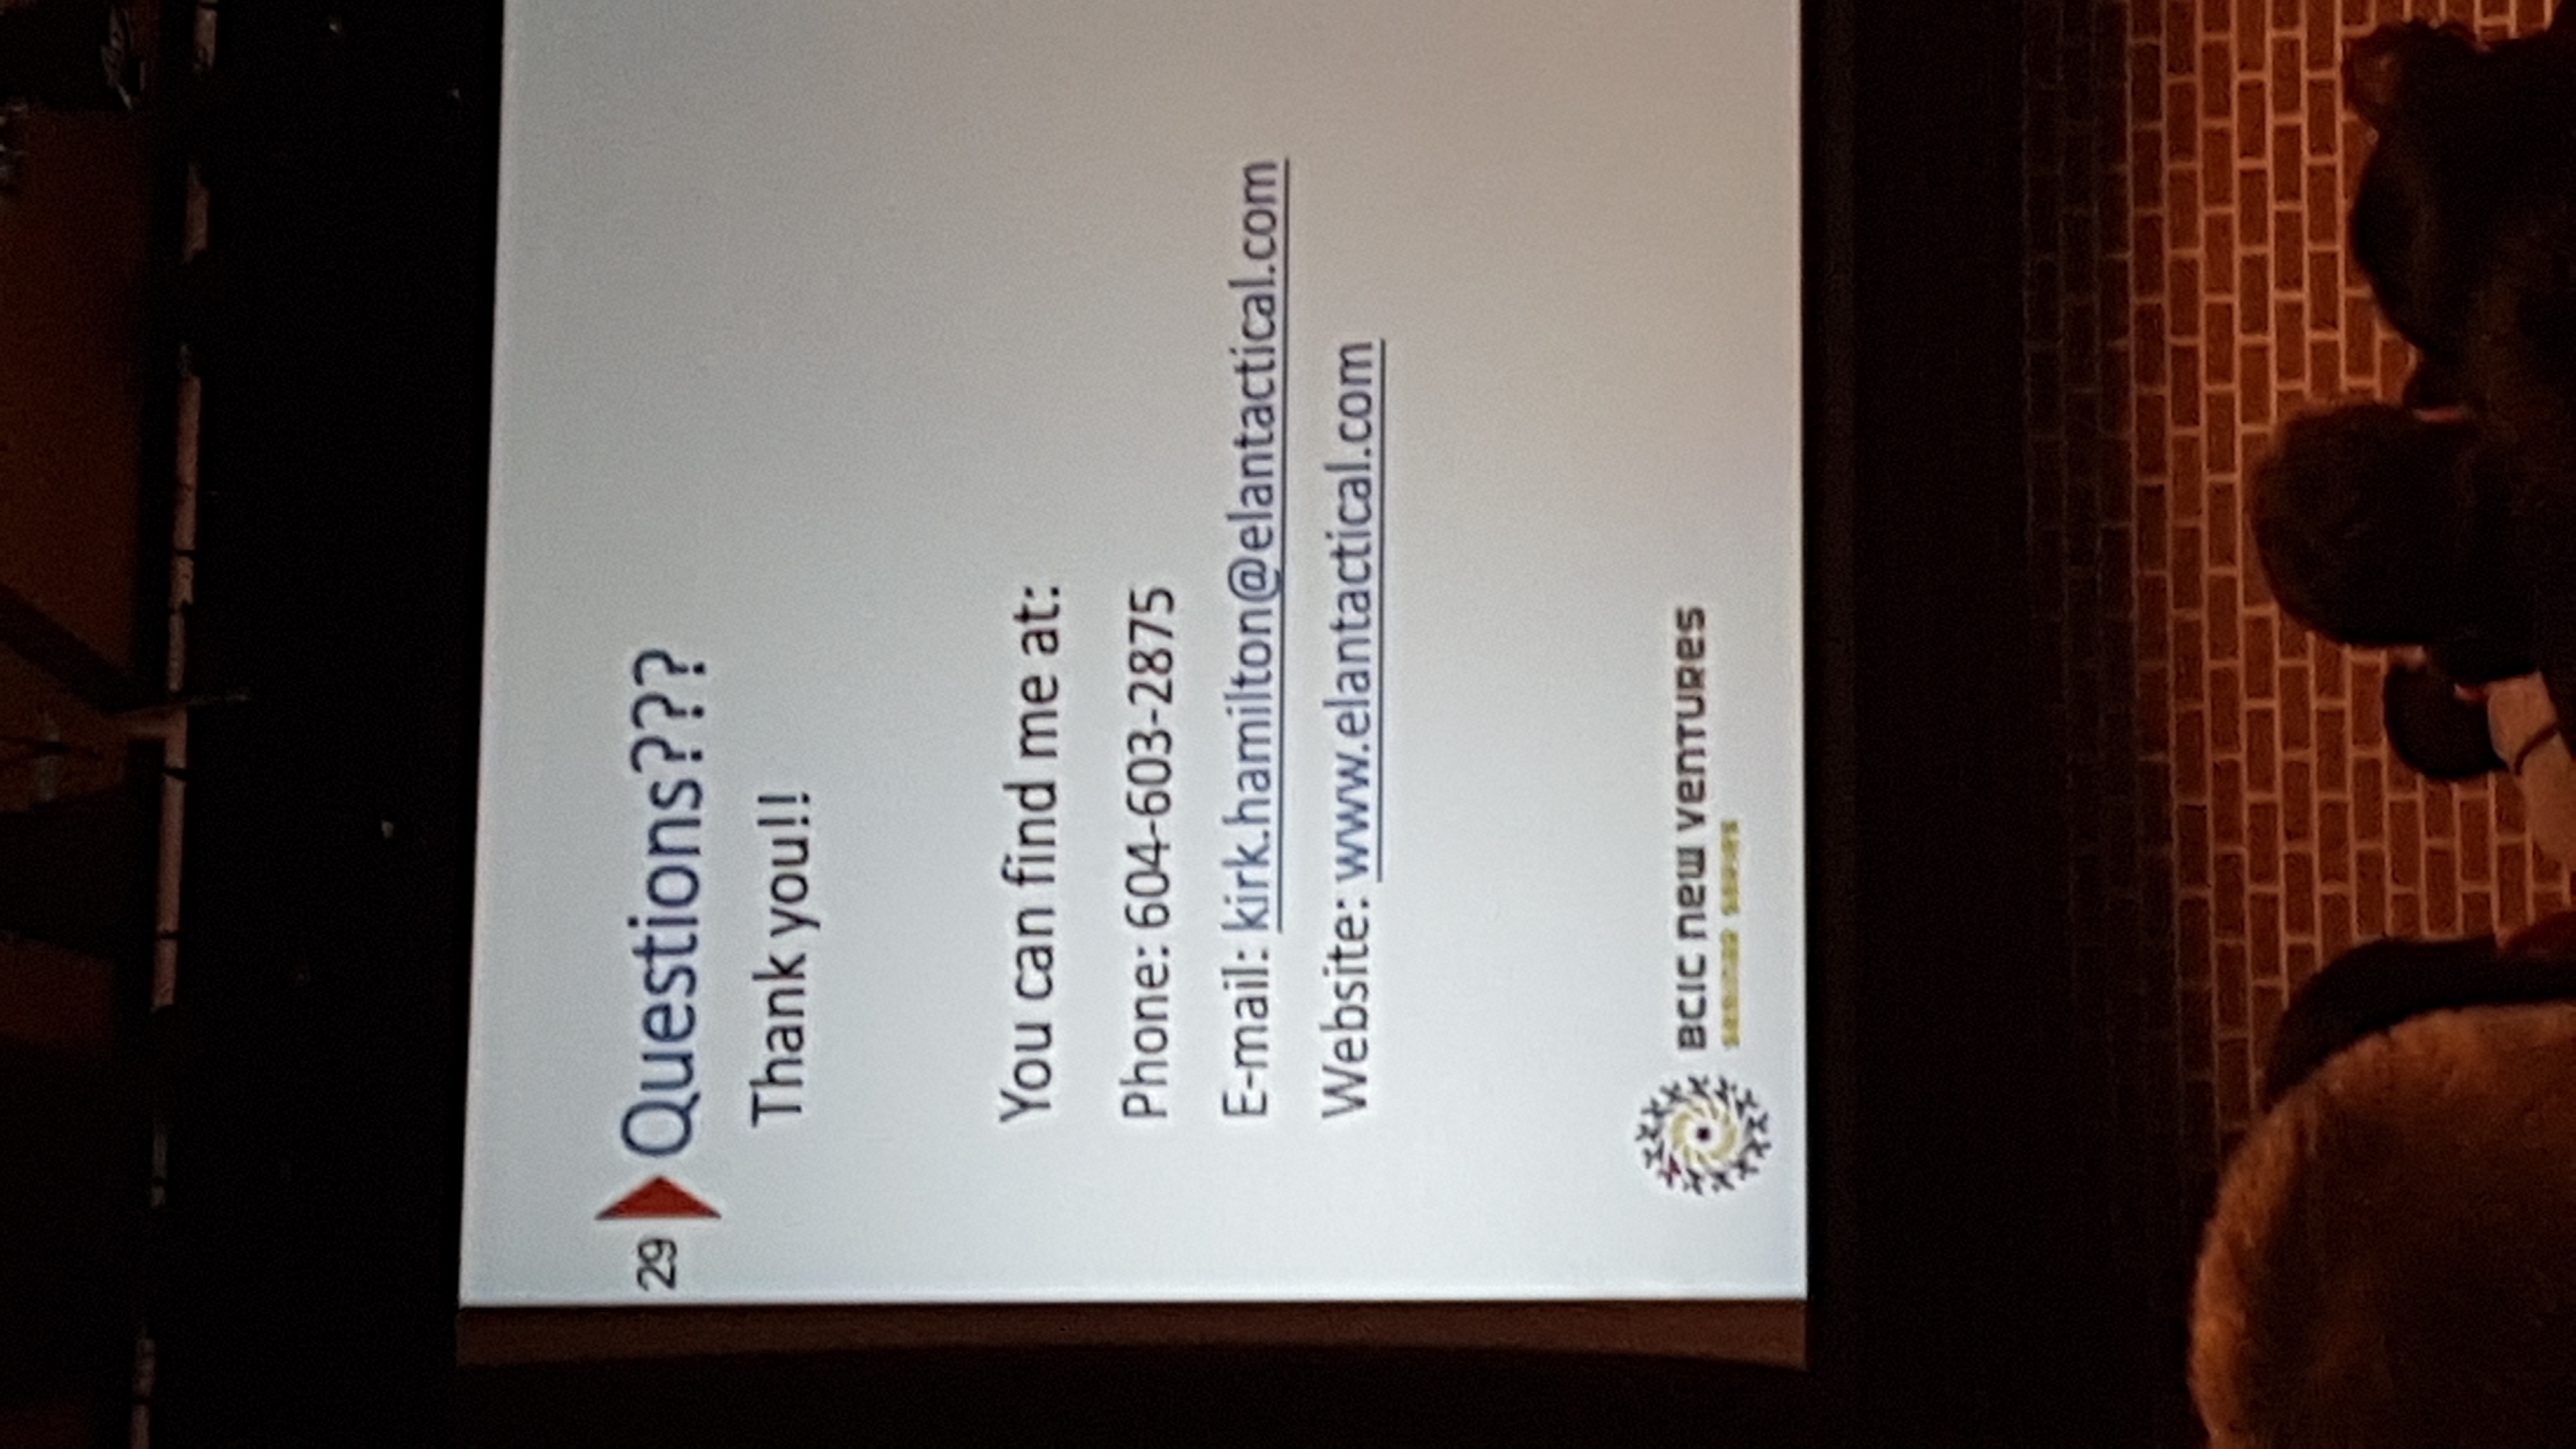 29
Questions???
Thank you!!
You can find me at:
Phone: 604-603-2875
E-mail: kirk.hamilton@elantactical.com
Website: www.elantactical.com
BCIC new ventures
seminar series